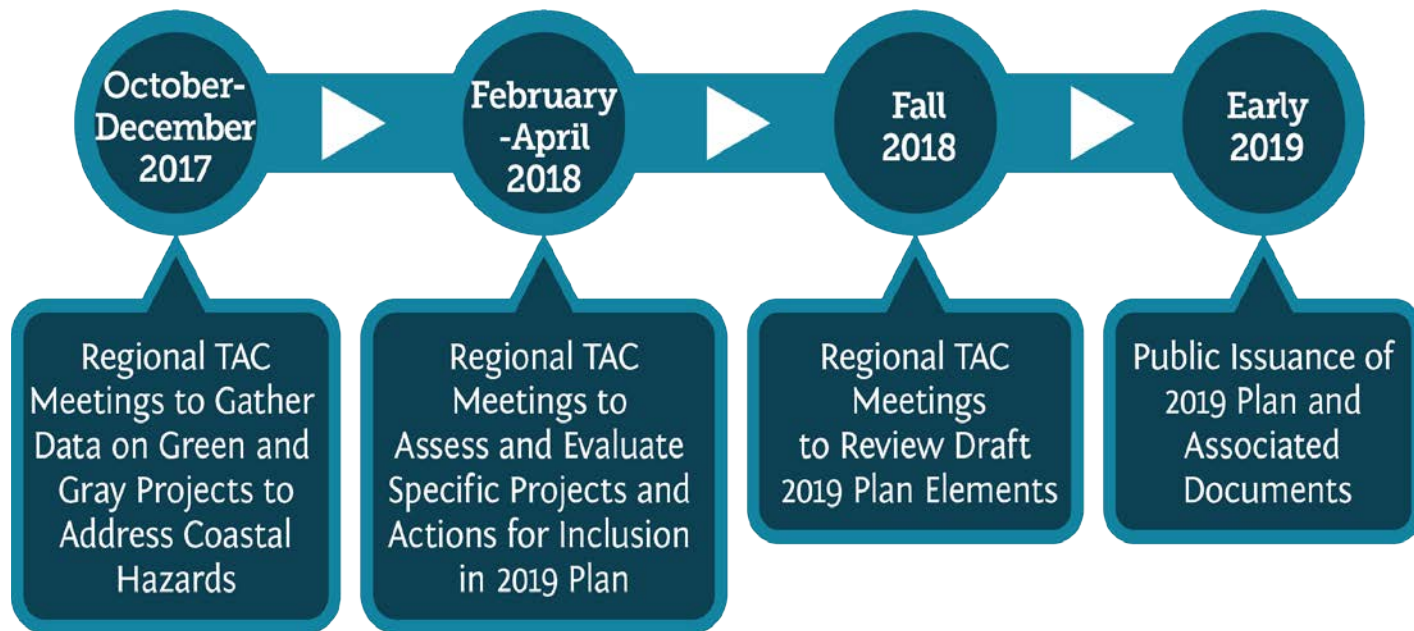 October-
December
2017
February
-April
2018
Fall
2018
Early
2019
Regional TAC
Meetings to Gather
Data on Green and
Gray Projects to
Address Coastal
Hazards
Regional TAC
Meetings to
Assess and Evaluate
Specific Projects and
Actions for Inclusion
in 2019 Plan
Regional TAC
Meetings
to Review Draft
2019 Plan Elements
Public Issuance of
2019 Plan and
Associated
Documents